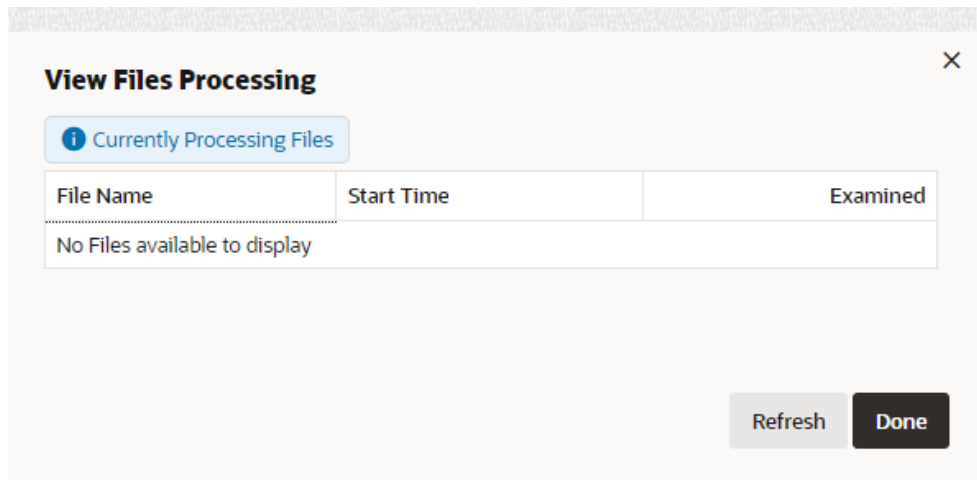 View Files Processing
Currently Processing Files
File Name Start Time Examined
No Files available to display
Refresh Done